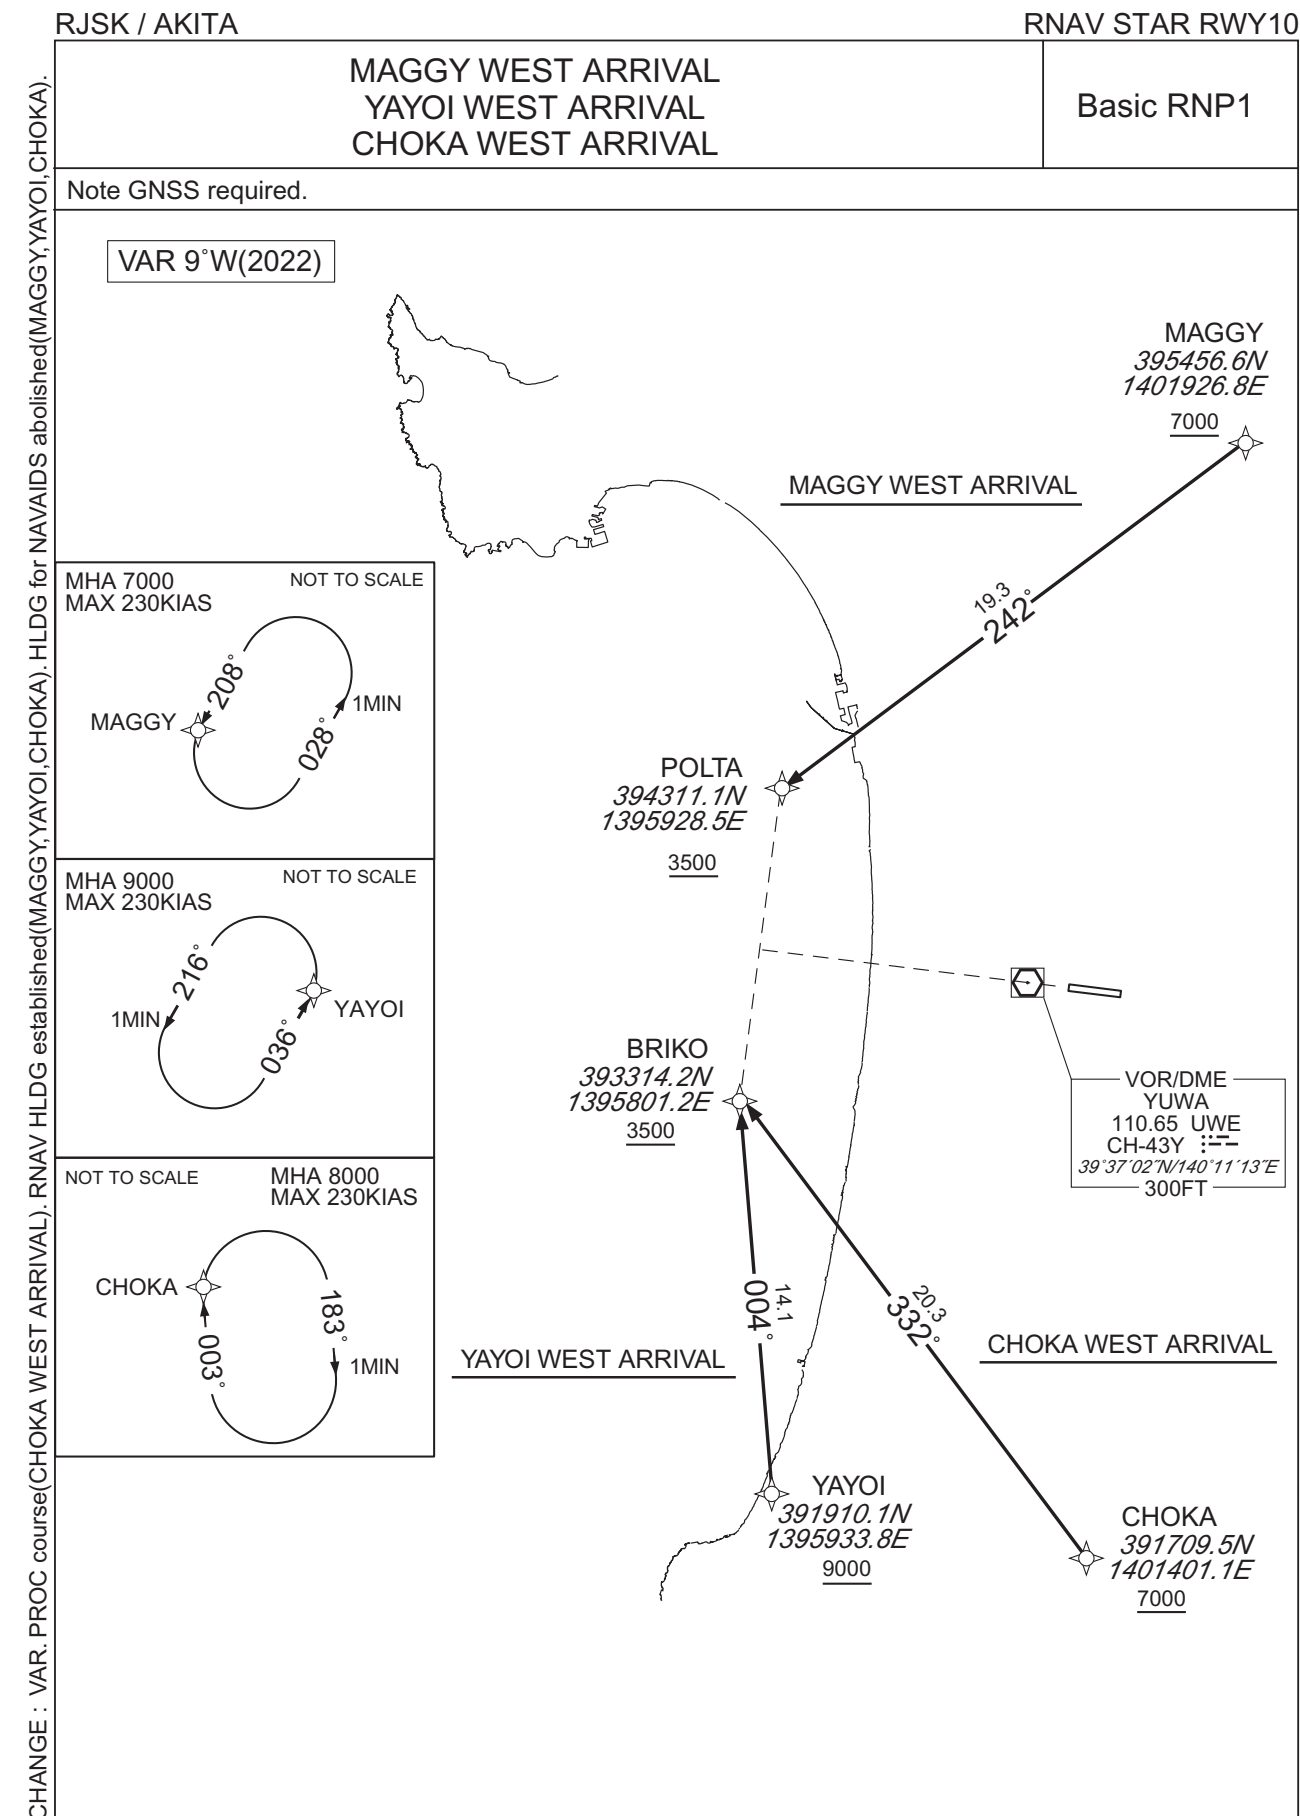 RJSK / AKITA
RNAV STAR RWY10
MAGGY WEST ARRIVAL
YAYOI WEST ARRIVAL
CHOKA WEST ARRIVAL
Basic RNP1
Note GNSS required.
VAR 9°W(2022)
MAGGY
395456.6N
1401926.8E
7000
MAGGY WEST ARRIVAL
19.3
242°
MHA 7000
MAX 230KIAS
NOT TO SCALE
208°
MAGGY
1MIN
028°
POLTA
394311.1N
1395928.5E
3500
MHA 9000
MAX 230KIAS
NOT TO SCALE
216°
1MIN
YAYOI
036°
BRIKO
393314.2N
1395801.2E
3500
VOR/DME
YUWA
110.65 UWE
CH-43Y
39°37′02″N/140°11′13″E
300FT
NOT TO SCALE
MHA 8000
MAX 230KIAS
CHOKA
183°
003°
1MIN
14.1
004°
20.3
332°
YAYOI WEST ARRIVAL
CHOKA WEST ARRIVAL
YAYOI
391910.1N
1395933.8E
9000
CHOKA
391709.5N
1401401.1E
7000
CHANGE : VAR. PROC course(CHOKA WEST ARRIVAL). RNAV HLDG established(MAGGY,YAYOI,CHOKA). HLDG for NAVAIDS abolished(MAGGY,YAYOI,CHOKA).